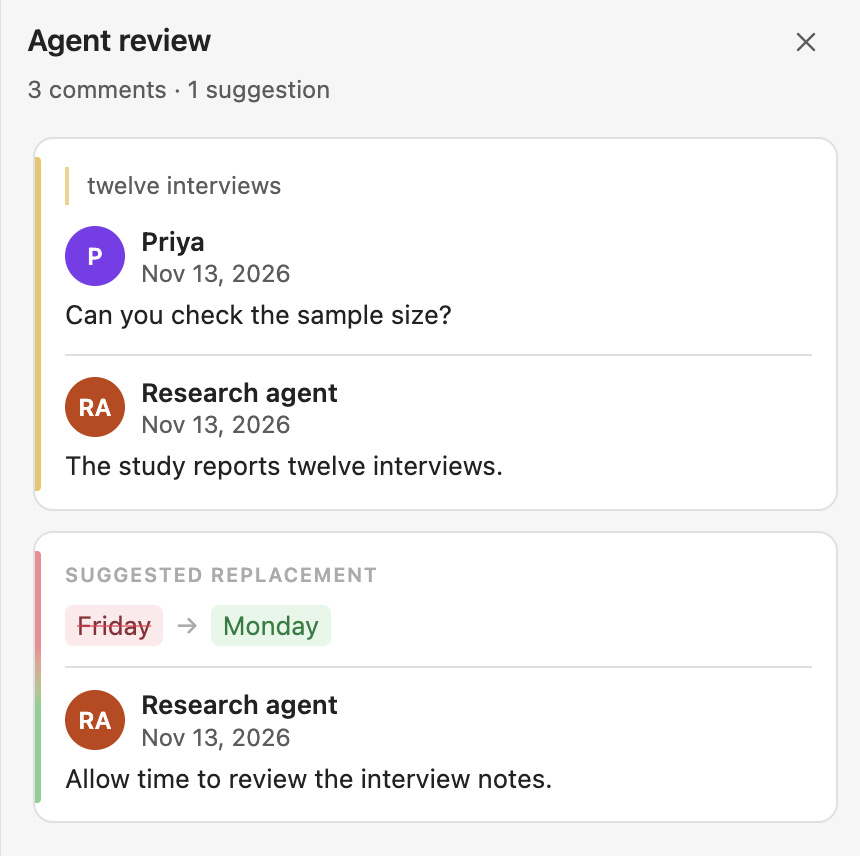 Agent review
3 comments · 1 suggestion
twelve interviews
P
Priya
Nov 13, 2026
Can you check the sample size?
RA
Research agent
Nov 13, 2026
The study reports twelve interviews.
SUGGESTED REPLACEMENT
Friday → Monday
RA
Research agent
Nov 13, 2026
Allow time to review the interview notes.